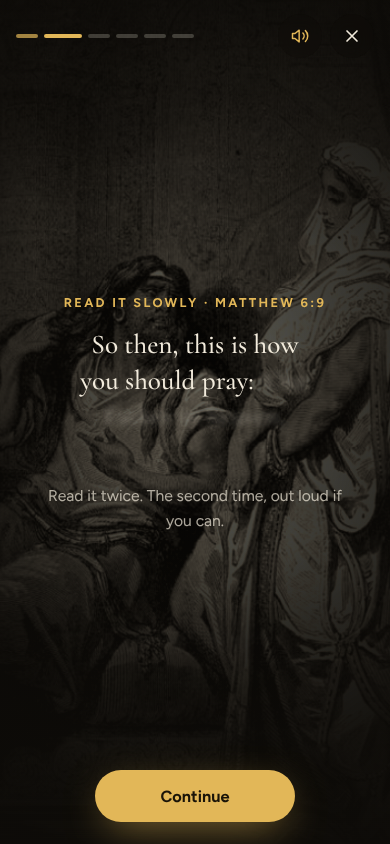 READ IT SLOWLY · MATTHEW 6:9
So then, this is how
you should pray:
Read it twice. The second time, out loud if
you can.
Continue